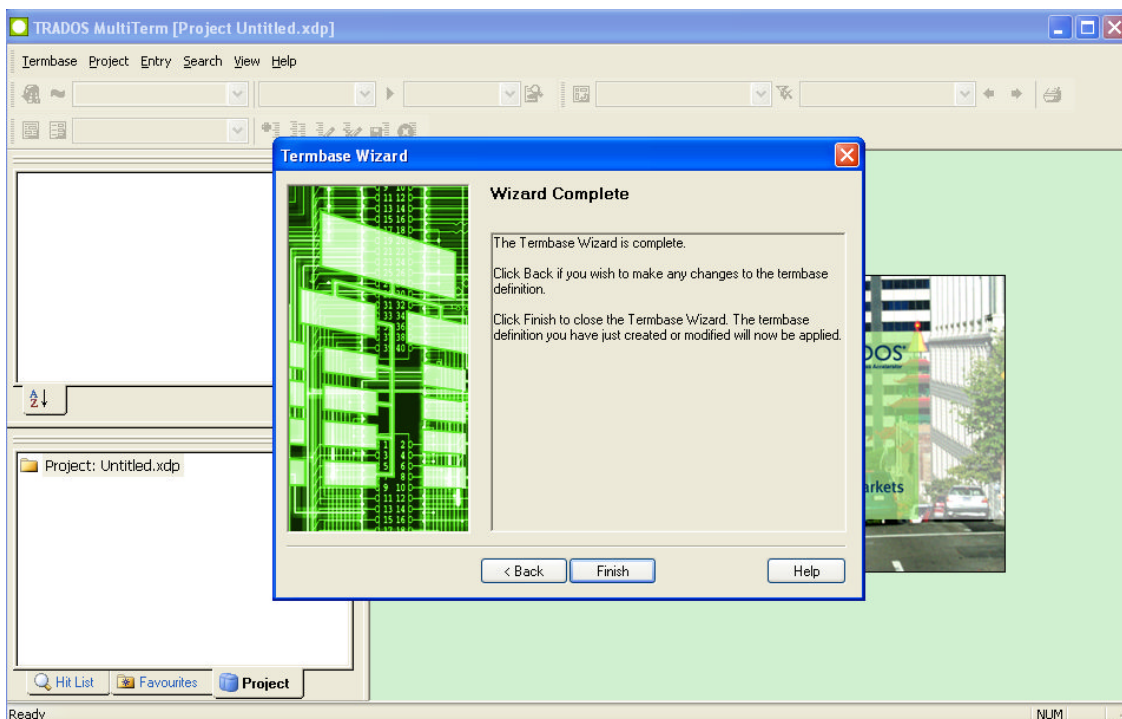 TRADOS MultiTerm [Project Untitled.xdp]
Termbase Project Entry Search View Help
Termbase Wizard
Wizard Complete
The Termbase Wizard is complete.
Click Back if you wish to make any changes to the termbase
definition.
Click Finish to close the Termbase Wizard. The termbase
definition you have just created or modified will now be applied.
< Back Finish Help
DOS
arkets
Project: Untitled.xdp
Hit List Favourites Project
Ready NUM